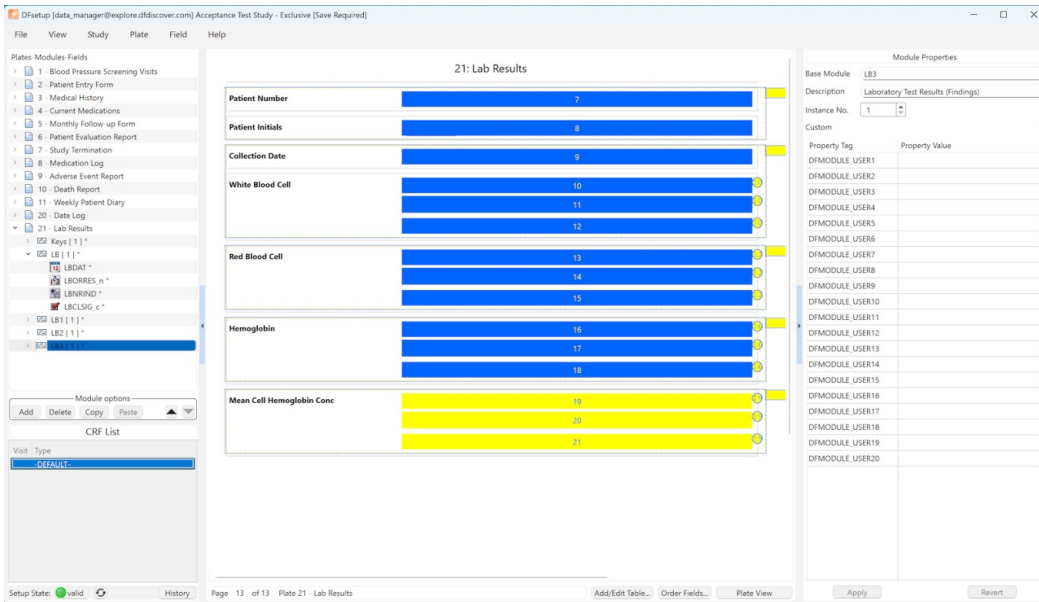 DFsetup [data_manager@explore.dfdiscover.com] Acceptance Test Study - Exclusive [Save Required]
File View Study Plate Field Help
Plates-Modules-Fields
1 - Blood Pressure Screening Visits
2 - Patient Entry Form
3 - Medical History
4 - Current Medications
5 - Monthly Follow-up Form
6 - Patient Evaluation Report
7 - Study Termination
8 - Medication Log
9 - Adverse Event Report
10 - Death Report
11 - Weekly Patient Diary
20 - Date Log
21 - Lab Results
Keys [ 1 ] *
LB [ 1 ] *
LBDAT *
LBORRES_n *
LBNRIND *
LBCLSIG_c *
LB1 [ 1 ] *
LB2 [ 1 ] *
LB3 [ 1 ] *
Module options
Add Delete Copy Paste
CRF List
Visit Type
-DEFAULT-
Setup State: valid History
21: Lab Results
Patient Number 7
Patient Initials 8
Collection Date 9
White Blood Cell 10
11
12
Red Blood Cell 13
14
15
Hemoglobin 16
17
18
Mean Cell Hemoglobin Conc 19
20
21
Page 13 of 13 Plate 21 - Lab Results Add/Edit Table... Order Fields... Plate View
Module Properties
Base Module LB3
Description Laboratory Test Results (Findings)
Instance No. 1
Custom
Property Tag Property Value
DFMODULE_USER1
DFMODULE_USER2
DFMODULE_USER3
DFMODULE_USER4
DFMODULE_USER5
DFMODULE_USER6
DFMODULE_USER7
DFMODULE_USER8
DFMODULE_USER9
DFMODULE_USER10
DFMODULE_USER11
DFMODULE_USER12
DFMODULE_USER13
DFMODULE_USER14
DFMODULE_USER15
DFMODULE_USER16
DFMODULE_USER17
DFMODULE_USER18
DFMODULE_USER19
DFMODULE_USER20
Apply Revert